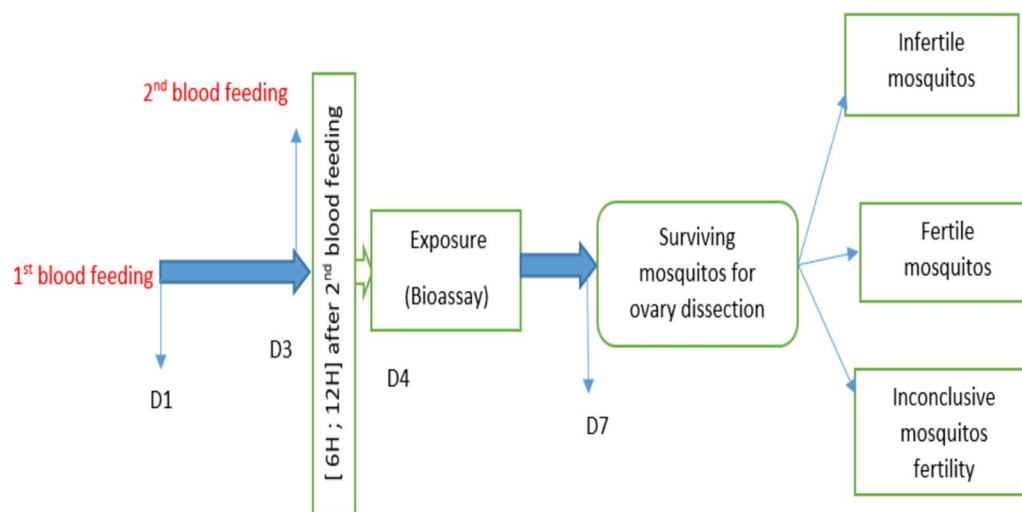 2nd blood feeding
1st blood feeding
D1
D3
[ 6H ; 12H] after 2nd blood feeding
Exposure
(Bioassay)
D4
D7
Surviving
mosquitos for
ovary dissection
Infertile
mosquitos
Fertile
mosquitos
Inconclusive
mosquitos
fertility